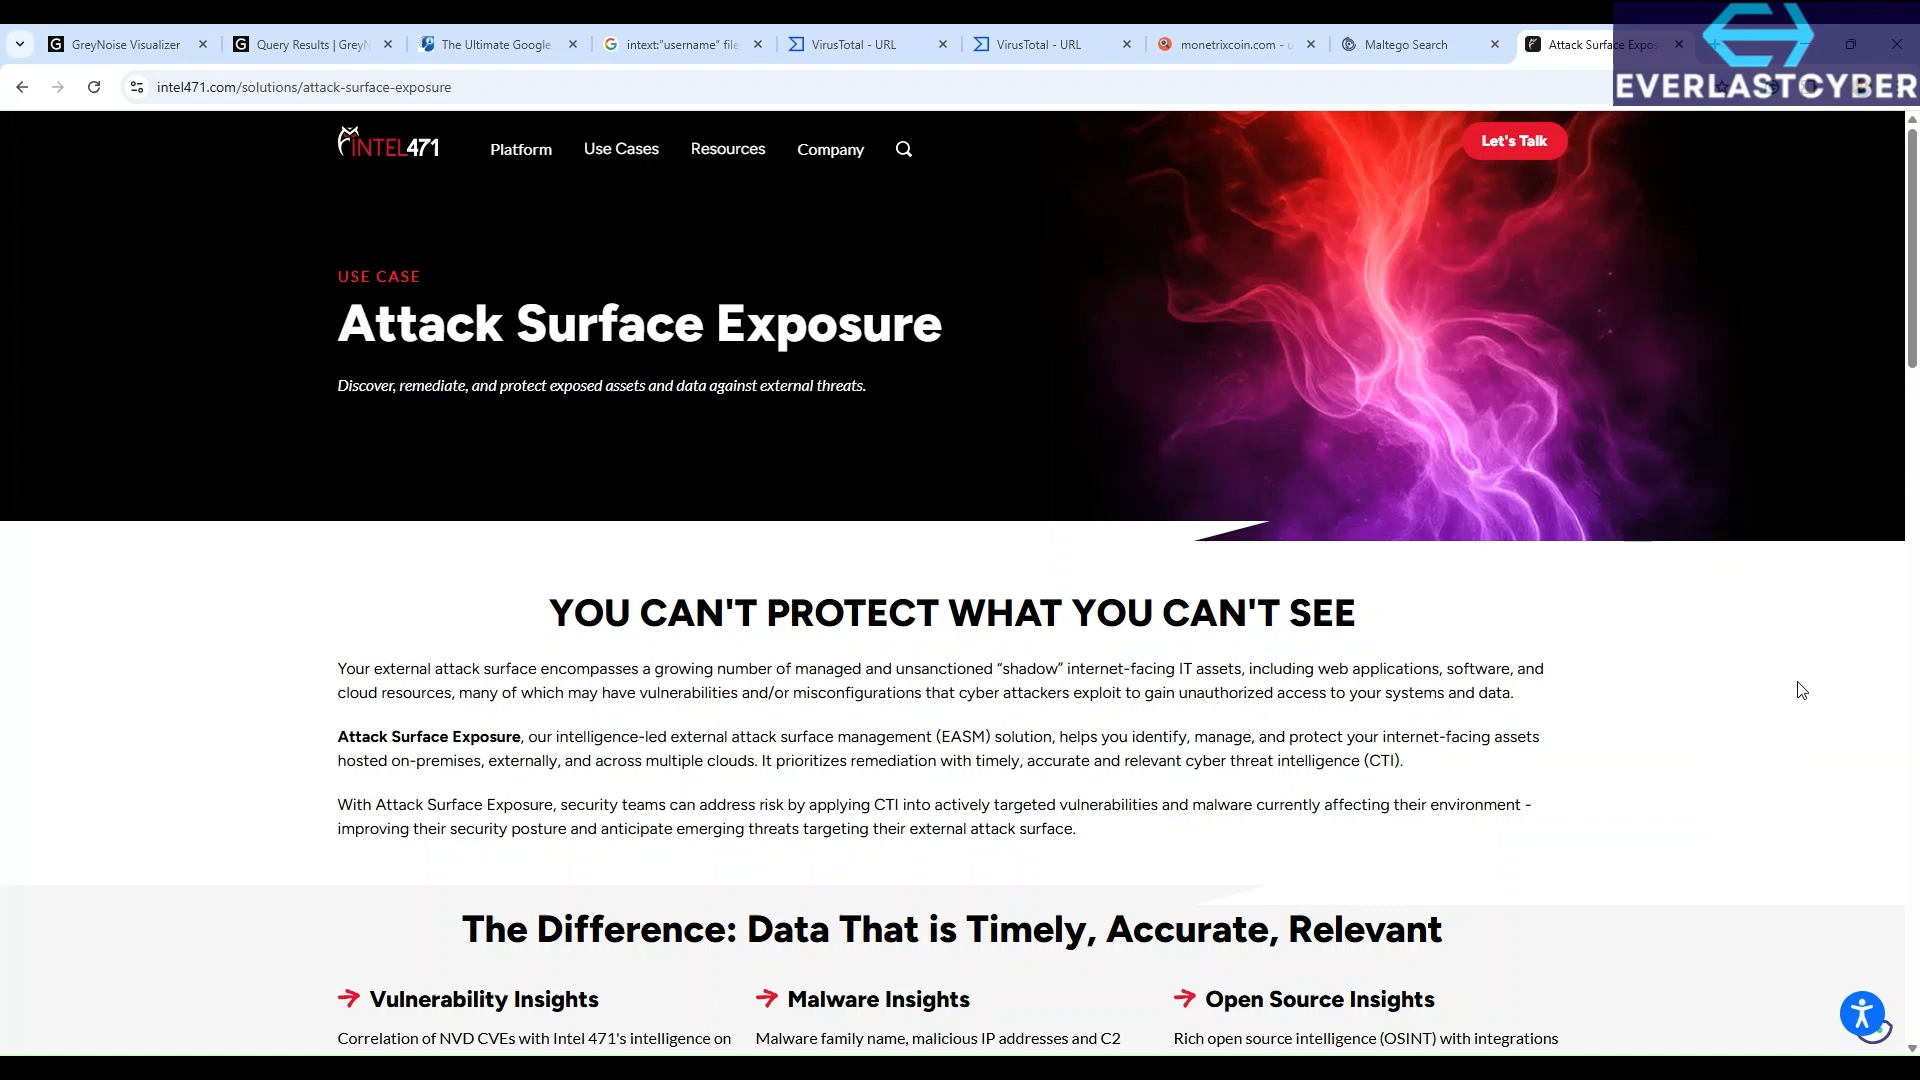 GreyNoise Visualizer
Query Results | GreyN
The Ultimate Google
intext:"username" file
VirusTotal - URL
VirusTotal - URL
monetrixcoin.com - u
Maltego Search
Attack Surface Expos
EVERLASTCYBER
intel471.com/solutions/attack-surface-exposure
INTEL471
Platform
Use Cases
Resources
Company
Let's Talk
USE CASE
Attack Surface Exposure
Discover, remediate, and protect exposed assets and data against external threats.
YOU CAN'T PROTECT WHAT YOU CAN'T SEE
Your external attack surface encompasses a growing number of managed and unsanctioned “shadow” internet-facing IT assets, including web applications, software, and
cloud resources, many of which may have vulnerabilities and/or misconfigurations that cyber attackers exploit to gain unauthorized access to your systems and data.
Attack Surface Exposure, our intelligence-led external attack surface management (EASM) solution, helps you identify, manage, and protect your internet-facing assets
hosted on-premises, externally, and across multiple clouds. It prioritizes remediation with timely, accurate and relevant cyber threat intelligence (CTI).
With Attack Surface Exposure, security teams can address risk by applying CTI into actively targeted vulnerabilities and malware currently affecting their environment -
improving their security posture and anticipate emerging threats targeting their external attack surface.
The Difference: Data That is Timely, Accurate, Relevant
Vulnerability Insights
Correlation of NVD CVEs with Intel 471's intelligence on
Malware Insights
Malware family name, malicious IP addresses and C2
Open Source Insights
Rich open source intelligence (OSINT) with integrations